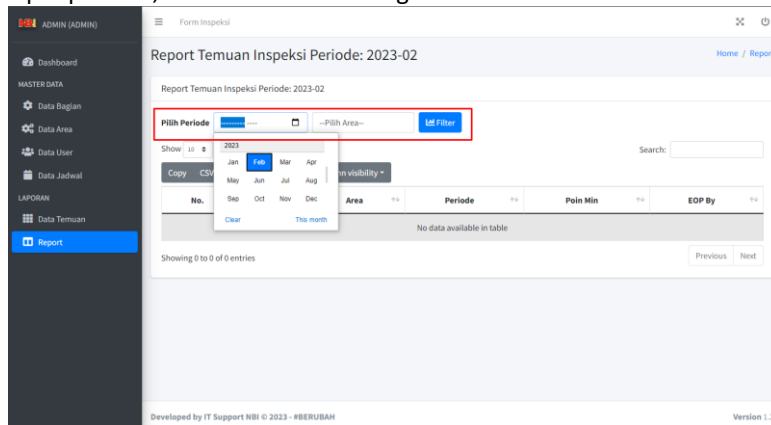 NBI ADMIN (ADMIN)
Form Inspeksi
Dashboard
MASTER DATA
Data Bagian
Data Area
Data User
Data Jadwal
LAPORAN
Data Temuan
Report
Report Temuan Inspeksi Periode: 2023-02
Home / Repor
Report Temuan Inspeksi Periode: 2023-02
Pilih Periode --------- ---- --Pilih Area-- Filter
Show 10 Search:
Copy CSV n visibility
2023
Jan Feb Mar Apr
May Jun Jul Aug
Sep Oct Nov Dec
Clear This month
No. Area Periode Poin Min EOP By
No data available in table
Showing 0 to 0 of 0 entries
Previous Next
Developed by IT Support NBI © 2023 - #BERUBAH
Version 1.